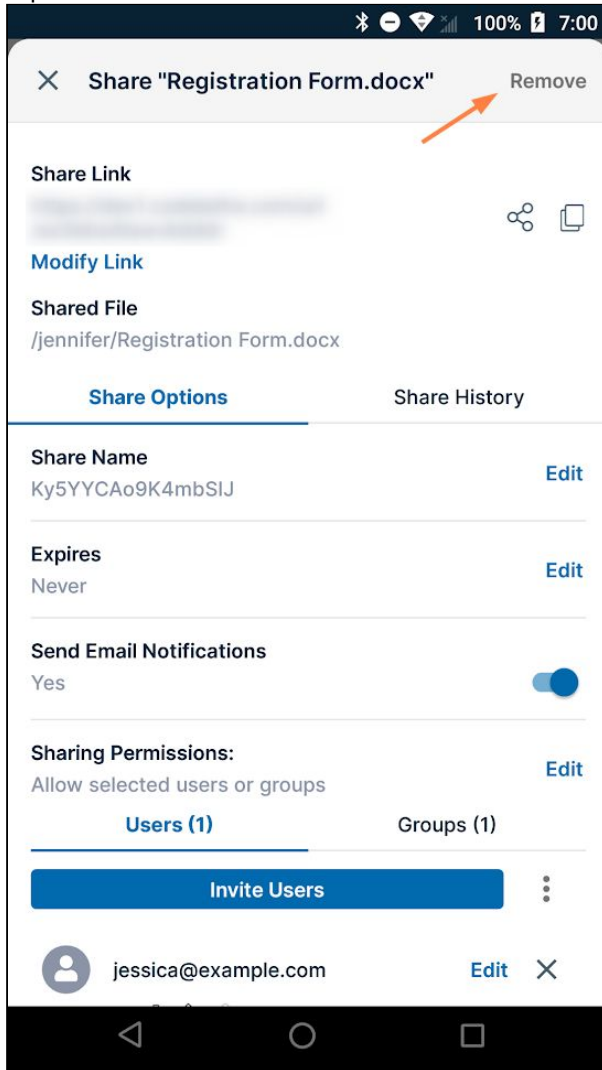 100% 7:00
Share "Registration Form.docx" Remove
Share Link
Modify Link
Shared File
/jennifer/Registration Form.docx
Share Options Share History
Share Name
Edit
Expires
Never
Edit
Send Email Notifications
Yes
Sharing Permissions:
Allow selected users or groups
Edit
Users (1) Groups (1)
Invite Users
jessica@example.com Edit